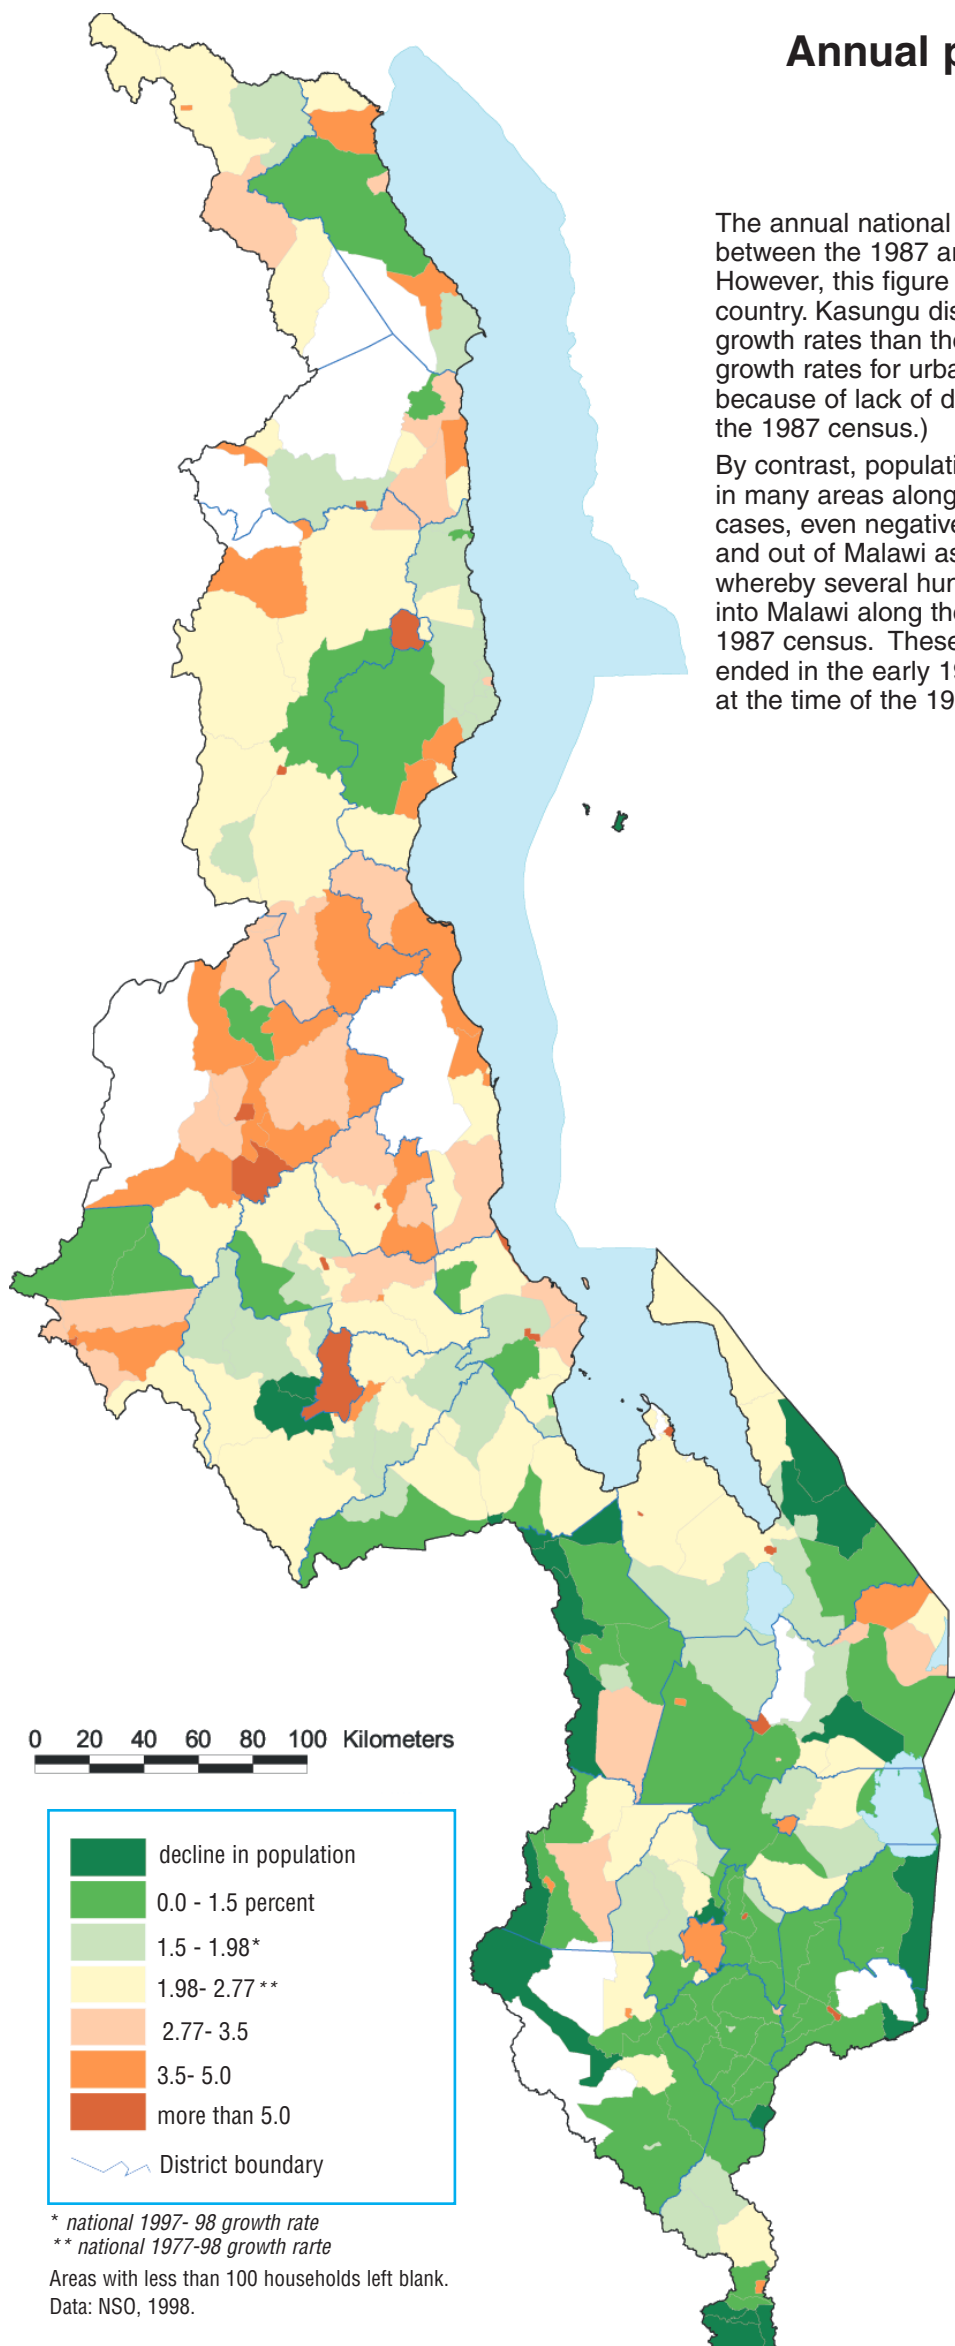 Annual p
The annual national
between the 1987 ar
However, this figure
country. Kasungu dis
growth rates than the
growth rates for urba
because of lack of d
the 1987 census.)
By contrast, populati
in many areas along
cases, even negative
and out of Malawi as
whereby several hun
into Malawi along the
1987 census. These
ended in the early 19
at the time of the 19
0 20 40 60 80 100 Kilometers
decline in population
0.0 - 1.5 percent
1.5 - 1.98*
1.98- 2.77 **
2.77- 3.5
3.5- 5.0
more than 5.0
District boundary
* national 1997- 98 growth rate
** national 1977-98 growth rarte
Areas with less than 100 households left blank.
Data: NSO, 1998.